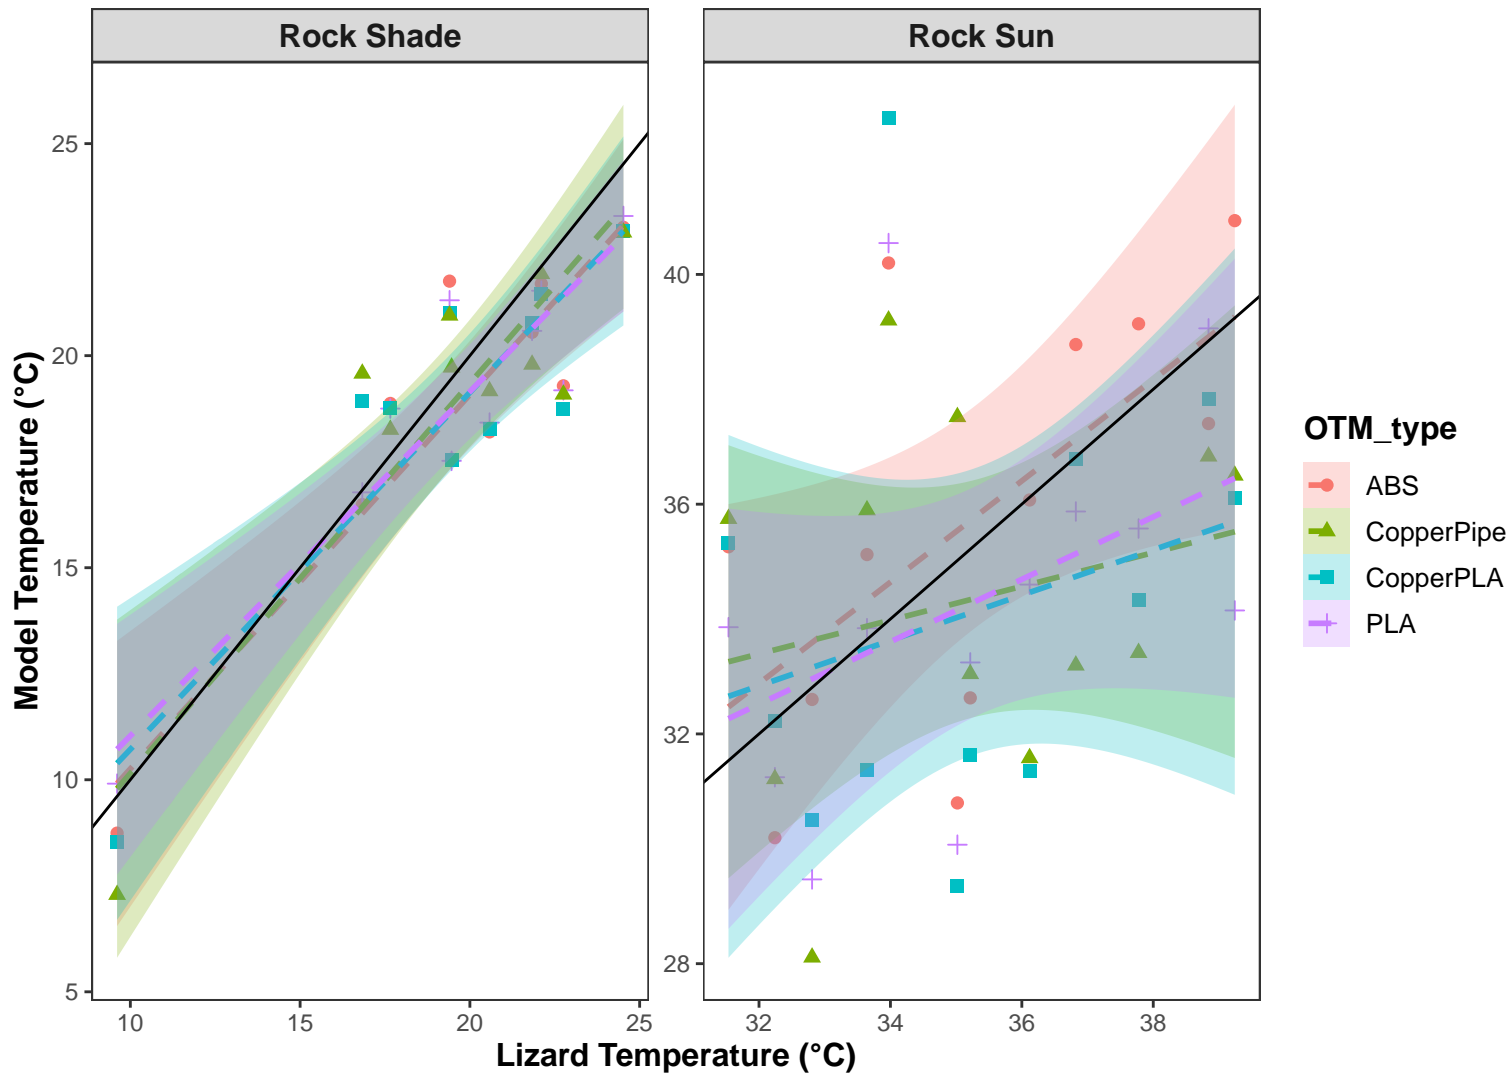 Rock Shade
Rock Sun
25
20
15
10
5
40
36
32
28
10 15 20 25
32 34 36 38
Model Temperature (°C)
Lizard Temperature (°C)
OTM_type
ABS
CopperPipe
CopperPLA
PLA